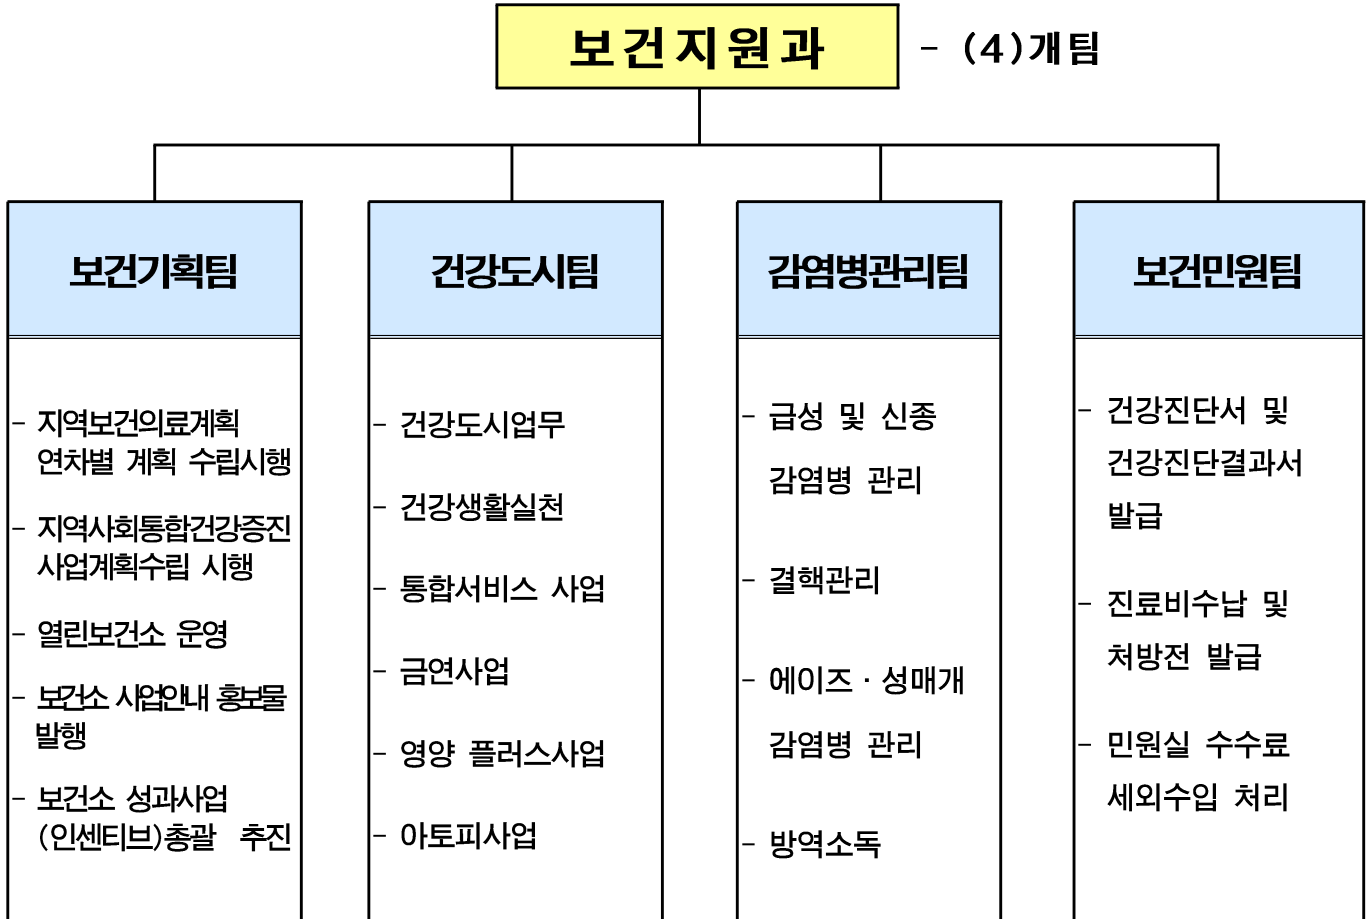 보건지원과 - (4)개팀
보건기획팀
- 지역보건의료계획
연차별 계획 수립시행
- 지역사회통합건강증진
사업계획수립 시행
- 열린보건소 운영
- 보건소 사업안내 홍보물
발행
- 보건소 성과사업
(인센티브)총괄 추진
건강도시팀
- 건강도시업무
- 건강생활실천
- 통합서비스 사업
- 금연사업
- 영양 플러스사업
- 아토피사업
감염병관리팀
- 급성 및 신종
감염병 관리
- 결핵관리
- 에이즈·성매개
감염병 관리
- 방역소독
보건민원팀
- 건강진단서 및
건강진단결과서
발급
- 진료비수납 및
처방전 발급
- 민원실 수수료
세외수입 처리